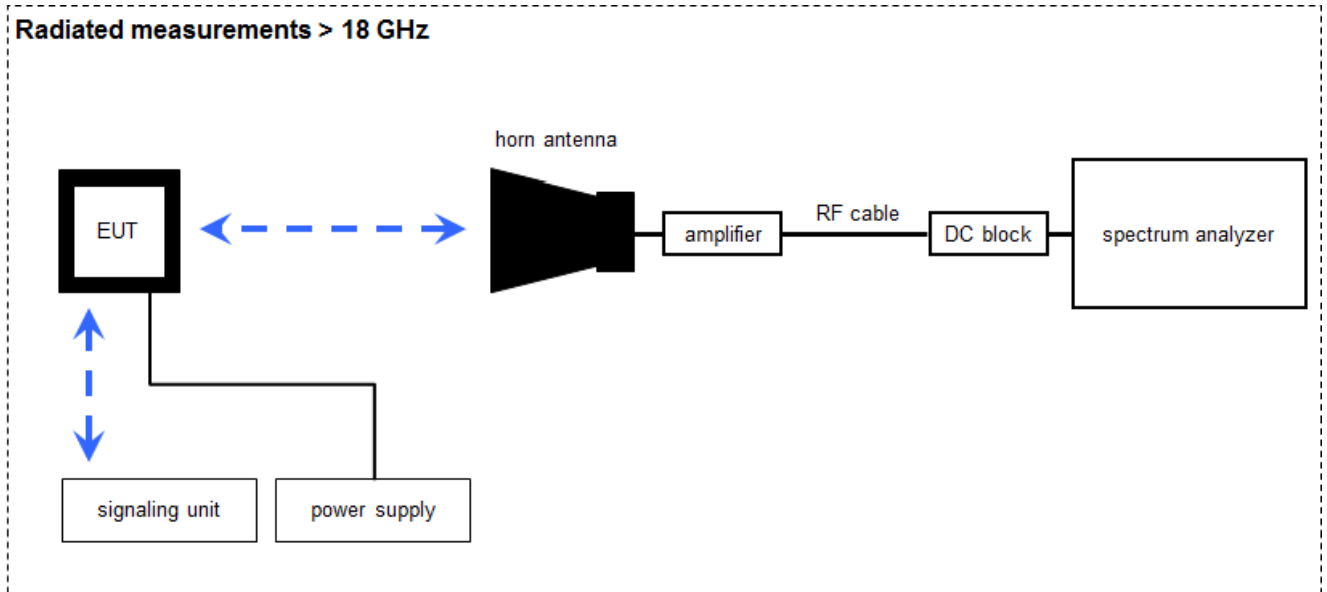 Radiated measurements > 18 GHz
horn antenna
EUT
amplifier
RF cable
DC block
spectrum analyzer
signaling unit
power supply